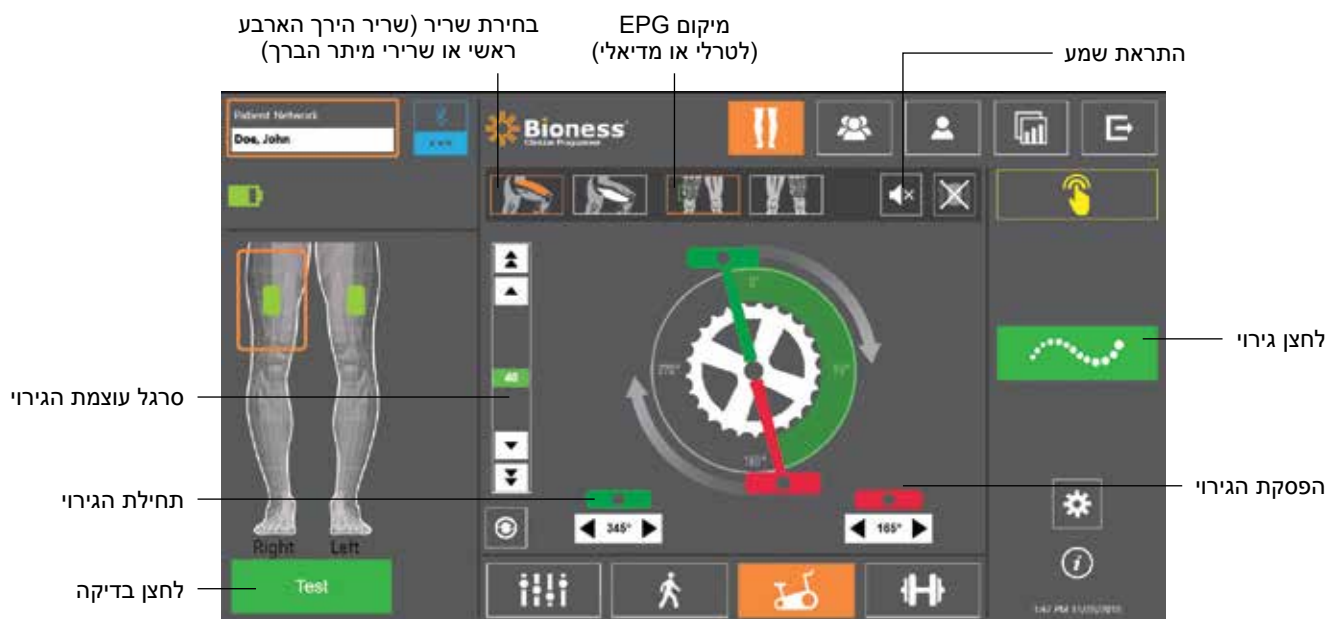 בחירת שריר (שריר הירך הארבע
ראשי או שרירי מיתר הברך)
מיקום EPG
(לטרלי או מדיאלי)
התראת שמע
Patient Network
Doe, John
Bioness
Clinician Programmer
0°
90°
180°
270°
40
345°
165°
Right
Left
Test
סרגל עוצמת הגירוי
תחילת הגירוי
לחצן בדיקה
לחצן גירוי
הפסקת הגירוי